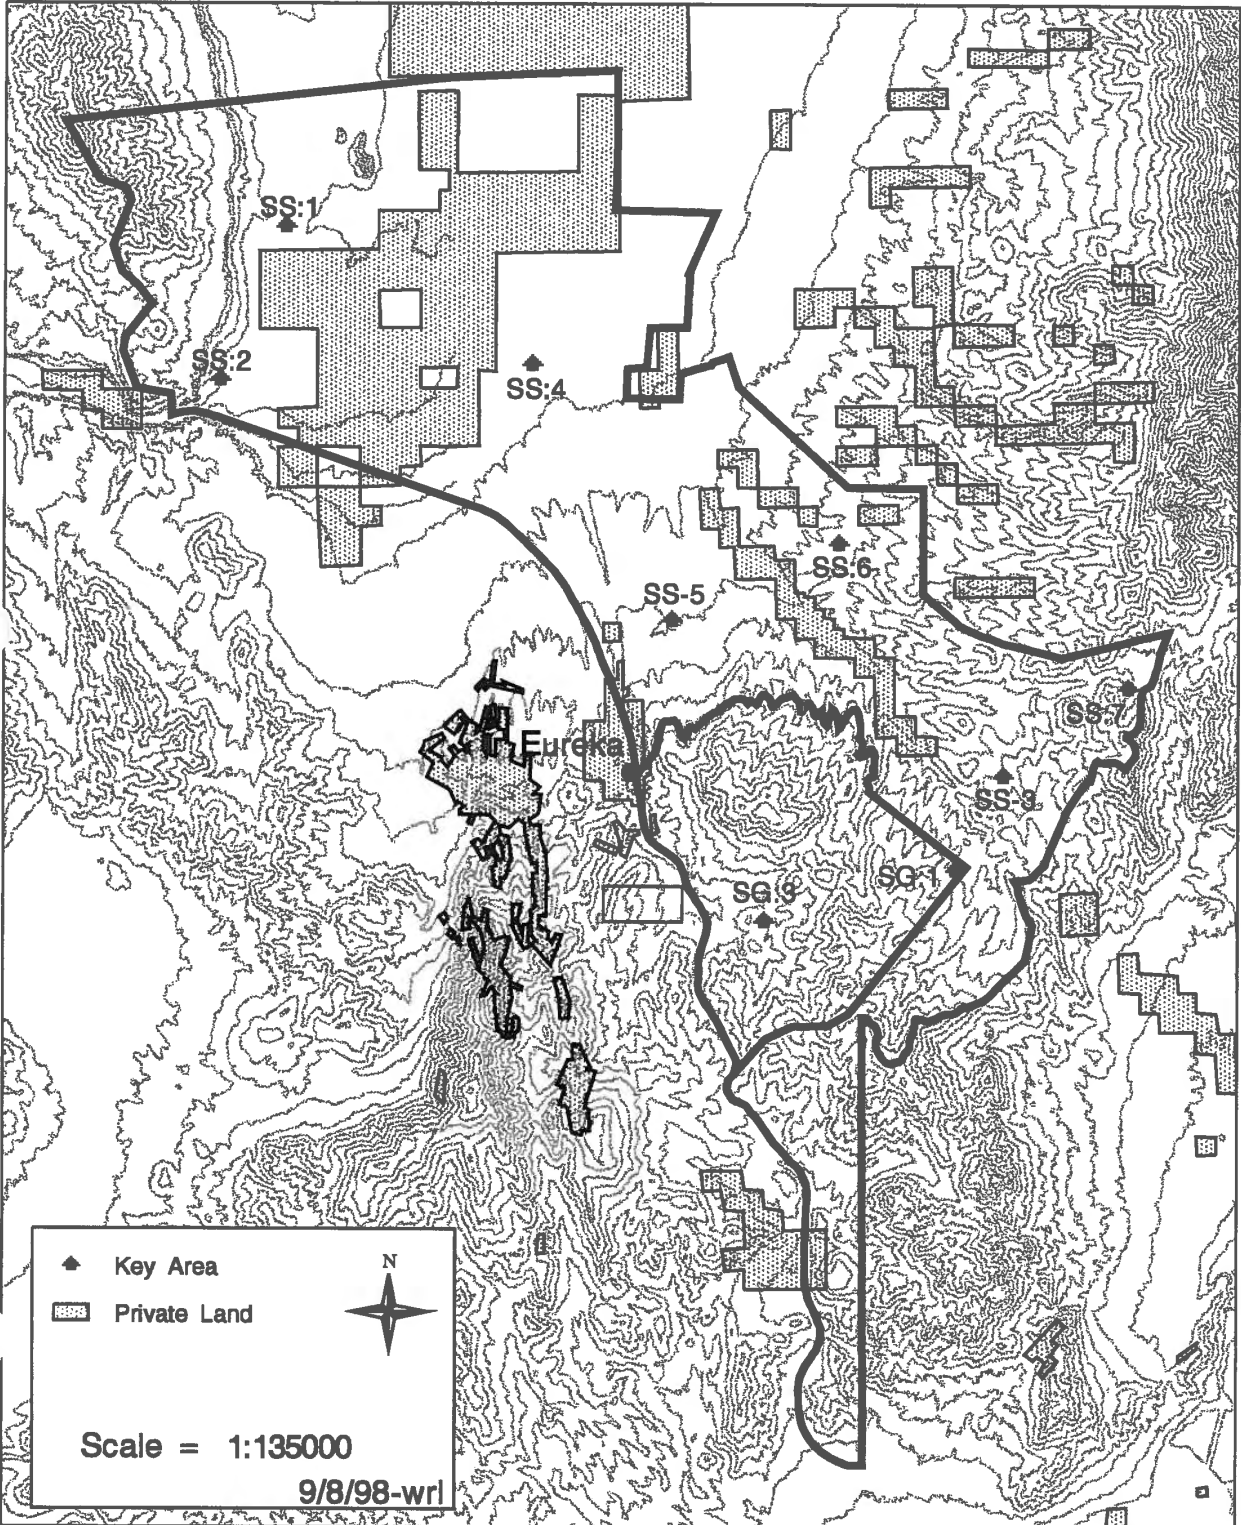 SS:1
SS:2
SS:4
SS:6
SS-5
SS-7
Eureka
SS-3
SG:1
SG:3
N
Key Area
Private Land
Scale = 1:135000
9/8/98-wrl